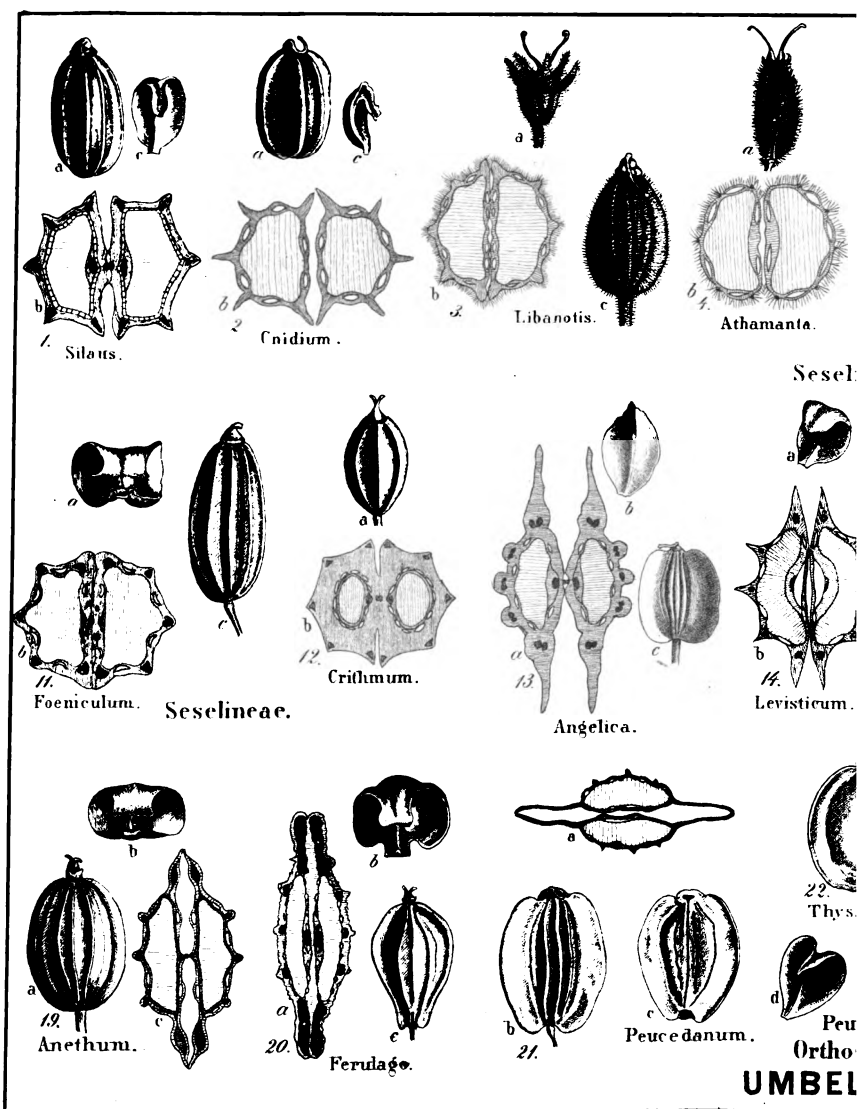 a
c
a
c
a
a
b
b
b
c
b
1.
2
3.
4.
Silaus.
Cnidium.
Libanotis.
Athamanta.
Seseli
a
c
a
b
a
b
b
a
c
b
11.
12.
13.
14.
Foeniculum.
Crithmum.
Angelica.
Levisticum.
Seselineae.
b
a
c
b
a
c
a
b
c
d
19.
20.
21.
22.
Anethum.
Ferulago.
Peucedanum.
Thys.
Peu
Ortho
UMBEL